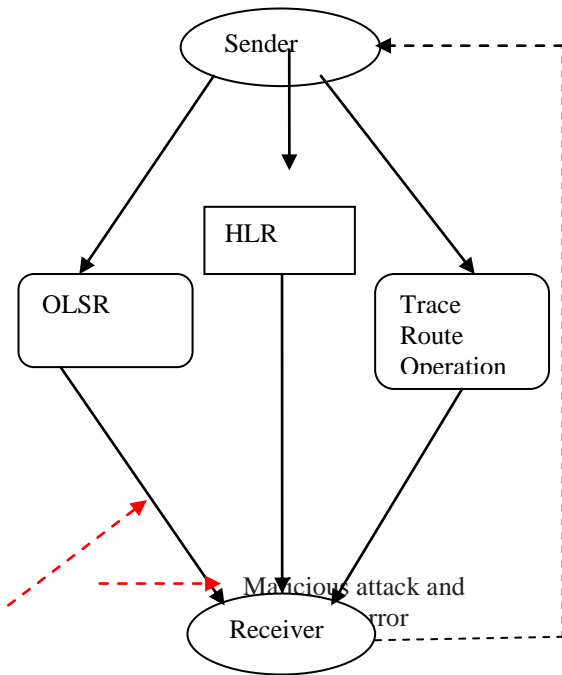 Sender
HLR
OLSR
Trace
Route
Operation
Malicious attack and
rror
Receiver